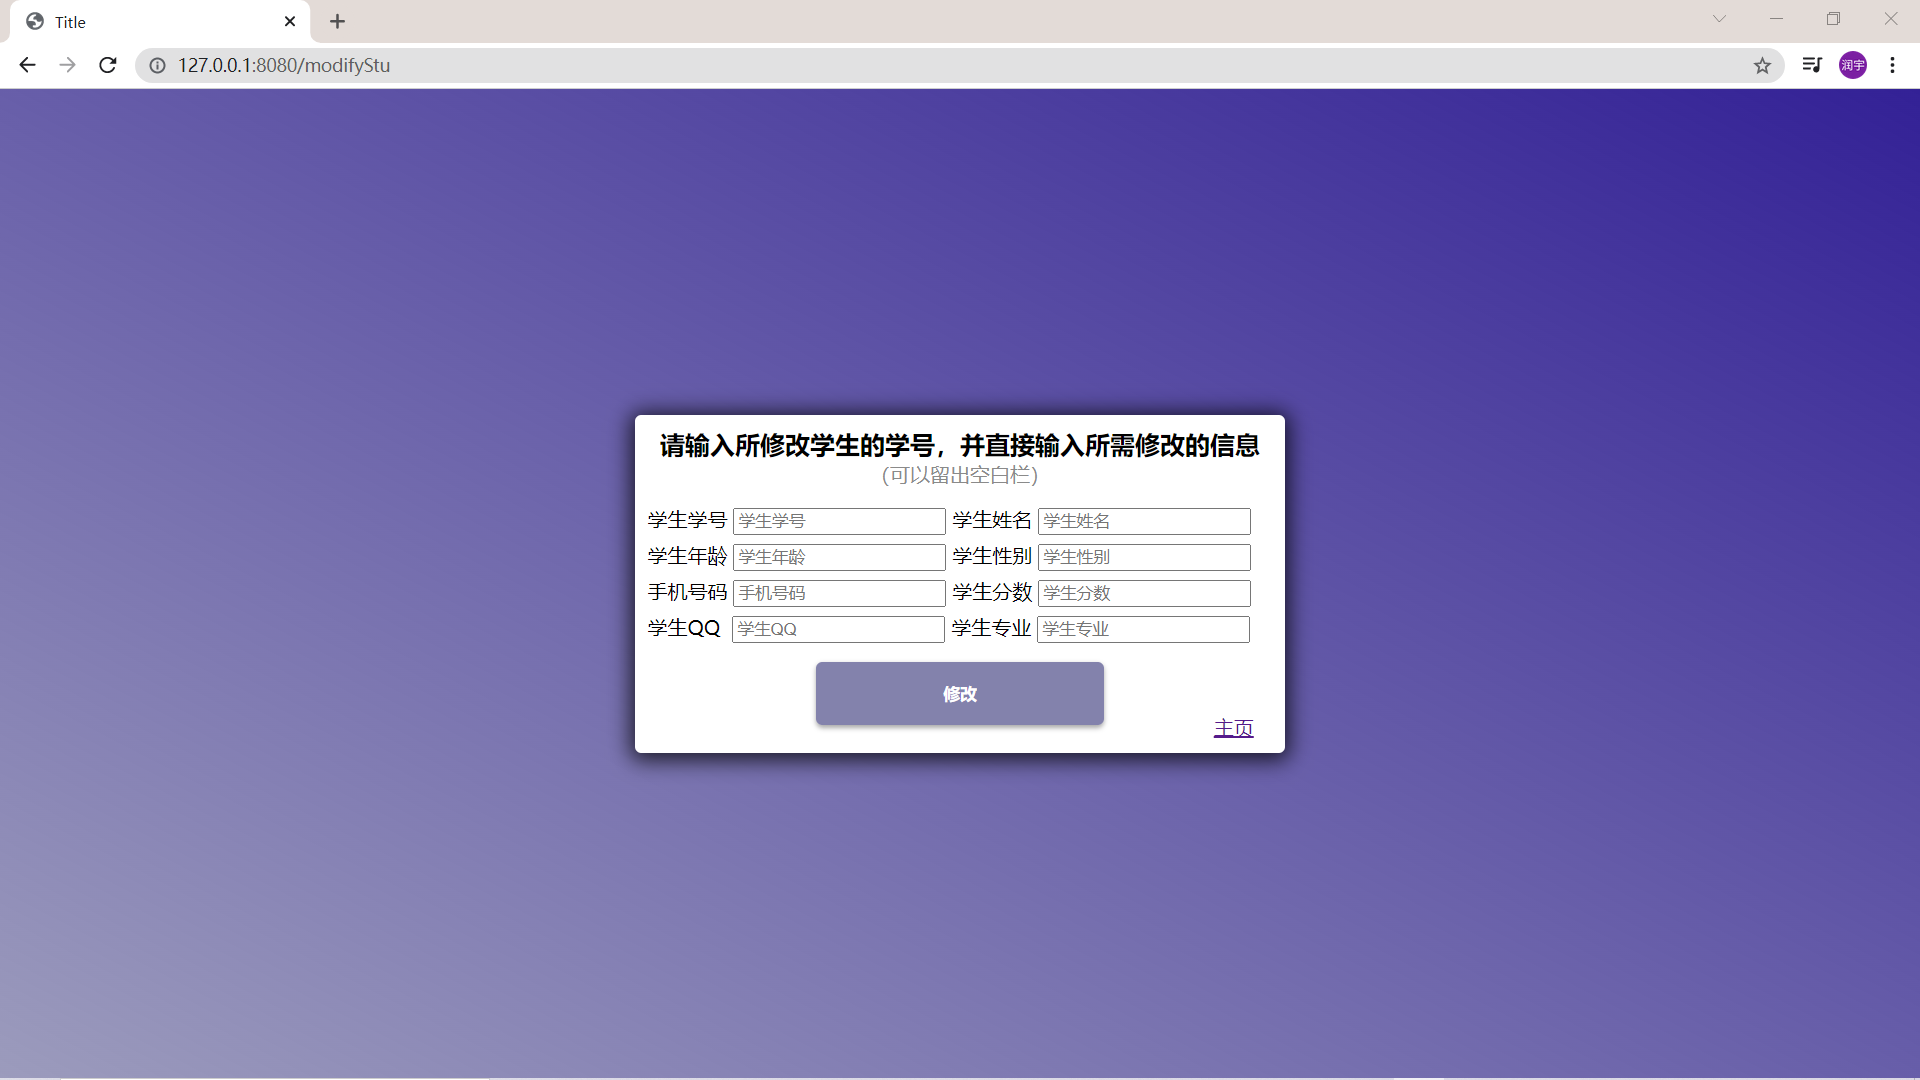 Title
127.0.0.1:8080/modifyStu
润宇
请输入所修改学生的学号，并直接输入所需修改的信息
(可以留出空白栏)
学生学号 学生学号 学生姓名 学生姓名
学生年龄 学生年龄 学生性别 学生性别
手机号码 手机号码 学生分数 学生分数
学生QQ 学生QQ 学生专业 学生专业
修改
主页